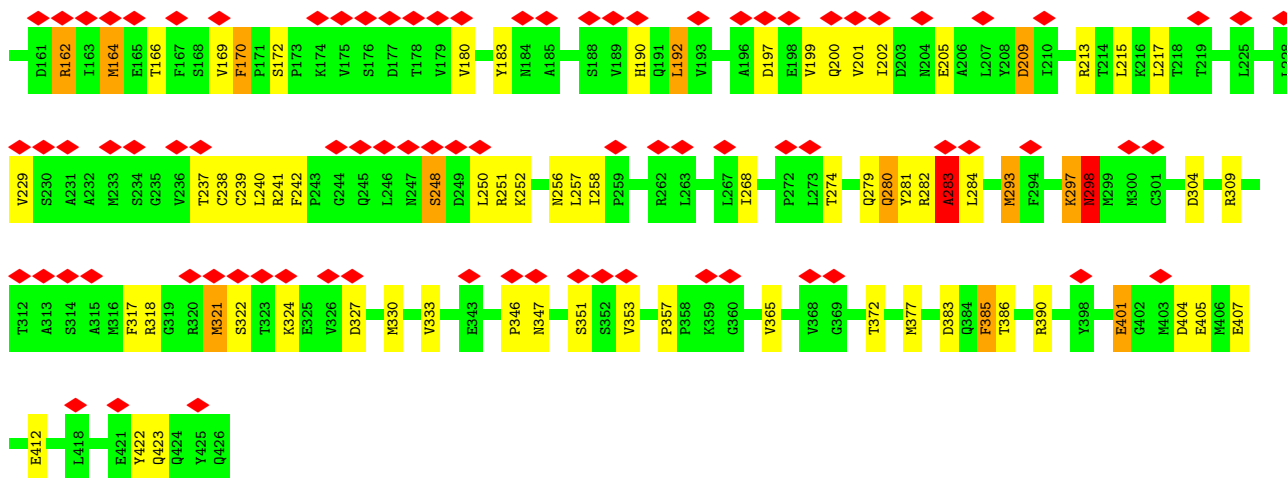 D161 R162 I163 M164 E165 T166 F167 S168 V169 F170 P171 S172 P173 K174 V175 S176 D177 T178 V179 V180 Y183 N184 A185 S188 V189 H190 Q191 L192 V193 A196 D197 E198 V199 Q200 V201 I202 D203 N204 E205 A206 L207 Y208 D209 I210 R213 T214 L215 K216 L217 T218 T219 L225 L228
V229 S230 A231 A232 M233 S234 G235 V236 T237 C238 C239 L240 R241 F242 P243 G244 Q245 L246 N247 S248 D249 L250 R251 K252 N256 L257 I258 P259 R262 L263 L267 I268 P272 L273 T274 Q279 Q280 Y281 R282 A283 L284 M293 F294 K297 N298 M299 M300 C301 D304 R309
T312 A313 S314 A315 M316 F317 R318 G319 R320 M321 S322 T323 K324 E325 V326 D327 M330 V333 E343 P346 N347 S351 S352 V353 P357 P358 K359 G360 V365 V368 G369 T372 M377 D383 Q384 F385 T386 R390 Y398 E401 G402 M403 D404 E405 M406 E407
E412 L418 E421 Y422 Q423 Q424 Y425 Q426